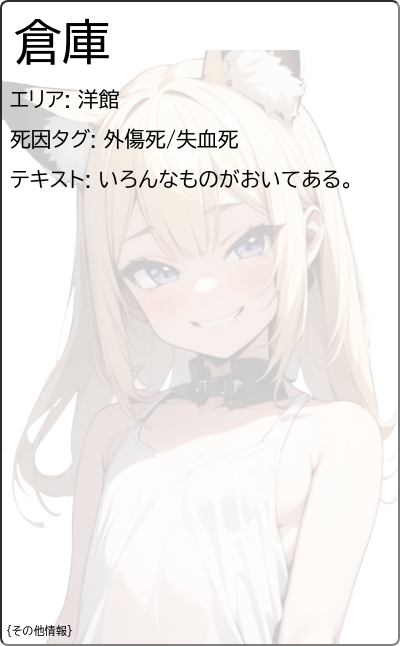 倉庫
エリア: 洋館
死因タグ: 外傷死/失血死
テキスト: いろんなものがおいてある。
{その他情報}